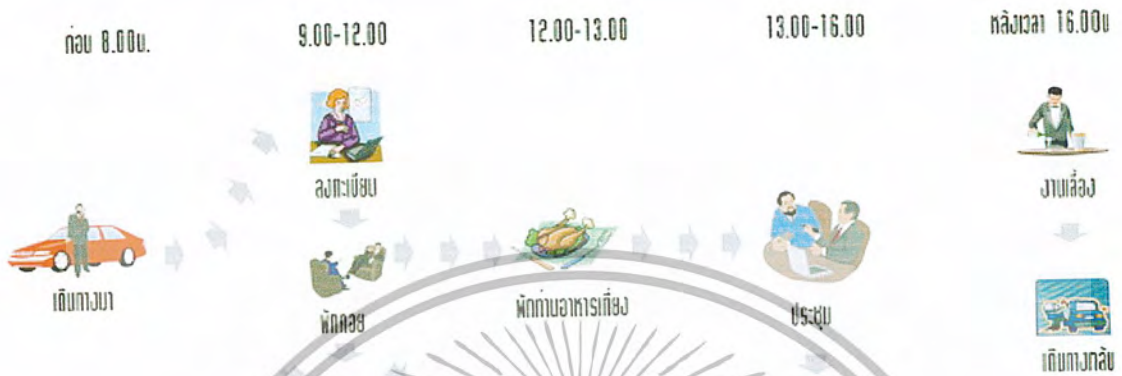 ก่อน 8.00น.
9.00-12.00
12.00-13.00
13.00-16.00
หลังเวลา 16.00น
ลงทะเบียน
งานเลี้ยง
เดินทางมา
พักคอย
พักทานอาหารเที่ยง
ประชุม
เดินทางกลับ